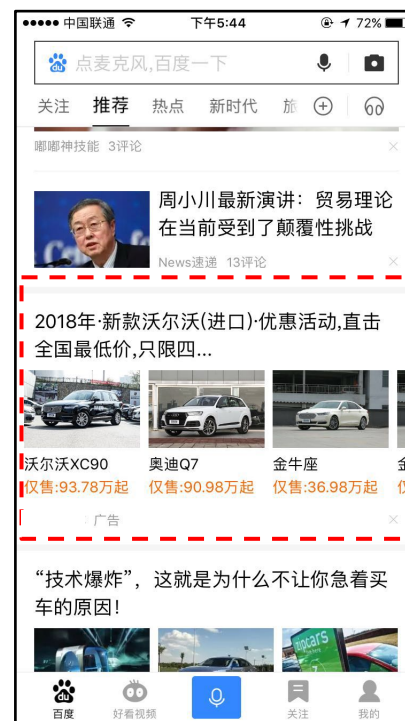 中国联通 下午5:44 72%
点麦克风,百度一下
关注 推荐 热点 新时代 旅
嘟嘟神技能 3评论
周小川最新演讲：贸易理论
在当前受到了颠覆性挑战
News速递 13评论
2018年·新款沃尔沃(进口)·优惠活动,直击
全国最低价,只限四...
沃尔沃XC90 奥迪Q7 金牛座
仅售:93.78万起 仅售:90.98万起 仅售:36.98万起
广告
“技术爆炸”，这就是为什么不让你急着买
车的原因！
zipcars
百度 好看视频 关注 我的